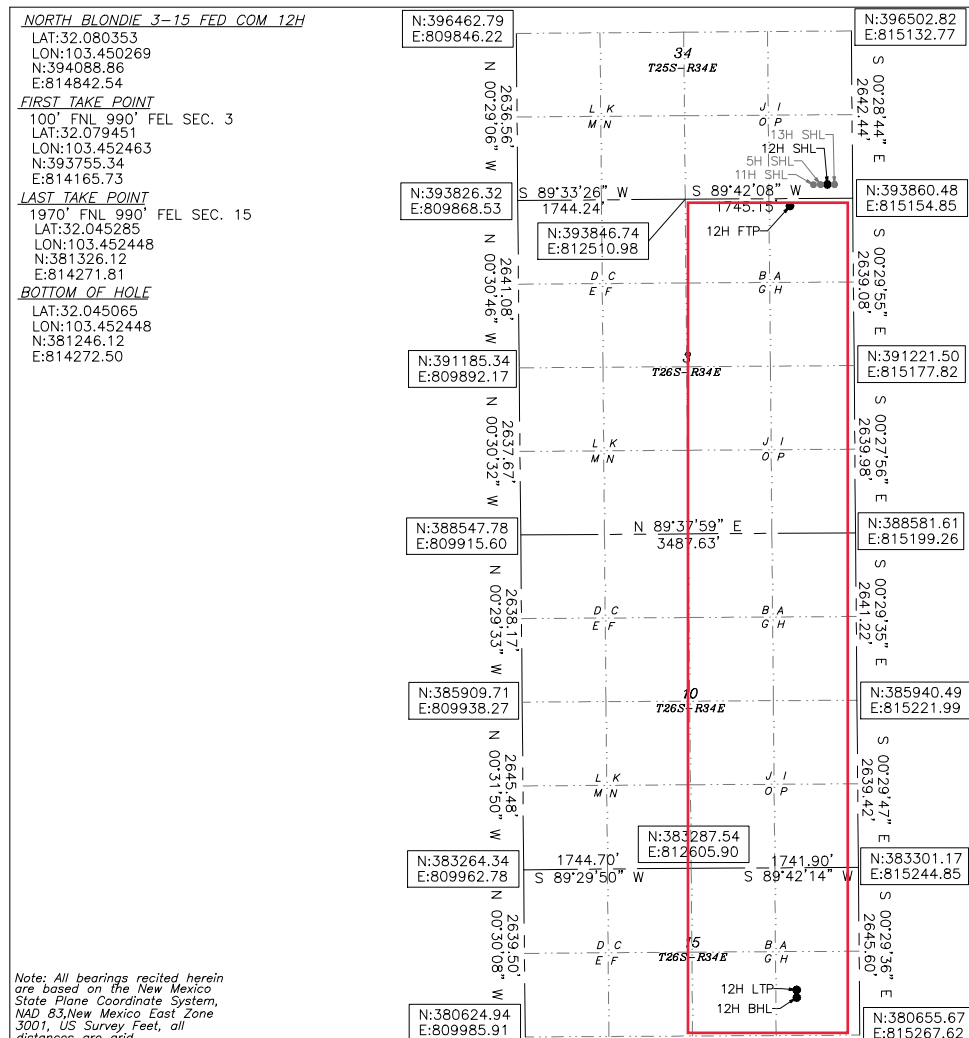 NORTH BLONDIE 3-15 FED COM 12H
LAT:32.080353
LON:103.450269
N:394088.86
E:814842.54
FIRST TAKE POINT
100' FNL 990' FEL SEC. 3
LAT:32.079451
LON:103.452463
N:393755.34
E:814165.73
LAST TAKE POINT
1970' FNL 990' FEL SEC. 15
LAT:32.045285
LON:103.452448
N:381326.12
E:814271.81
BOTTOM OF HOLE
LAT:32.045065
LON:103.452448
N:381246.12
E:814272.50
Note: All bearings recited herein
are based on the New Mexico
State Plane Coordinate System,
NAD 83,New Mexico East Zone
3001, US Survey Feet, all
distances are grid
N:396462.79
E:809846.22
N:396502.82
E:815132.77
34
T25S-R34E
N 00°29'06" W
2636.56'
S 00°28'44" E
2642.44'
L K
M N
J I
O P
13H SHL
12H SHL
5H SHL
11H SHL
N:393826.32
E:809868.53
S 89°33'26" W
1744.24'
S 89°42'08" W
1745.15'
N:393860.48
E:815154.85
N:393846.74
E:812510.98
12H FTP
N 00°30'46" W
2641.08'
S 00°29'55" E
2639.08'
D C
E F
B A
G H
N:391185.34
E:809892.17
3
T26S-R34E
N:391221.50
E:815177.82
N 00°30'32" W
2637.67'
S 00°27'56" E
2639.98'
L K
M N
J I
O P
N:388547.78
E:809915.60
N 89°37'59" E
3487.63'
N:388581.61
E:815199.26
N 00°29'33" W
2638.17'
S 00°29'35" E
2641.22'
D C
E F
B A
G H
N:385909.71
E:809938.27
10
T26S-R34E
N:385940.49
E:815221.99
N 00°31'50" W
2645.48'
S 00°29'47" E
2639.42'
L K
M N
J I
O P
N:383287.54
E:812605.90
N:383264.34
E:809962.78
1744.70'
S 89°29'50" W
1741.90'
S 89°42'14" W
N:383301.17
E:815244.85
N 00°30'08" W
2639.50'
S 00°29'36" E
2645.60'
D C
E F
15
T26S-R34E
B A
G H
12H LTP
12H BHL
N:380624.94
E:809985.91
N:380655.67
E:815267.62